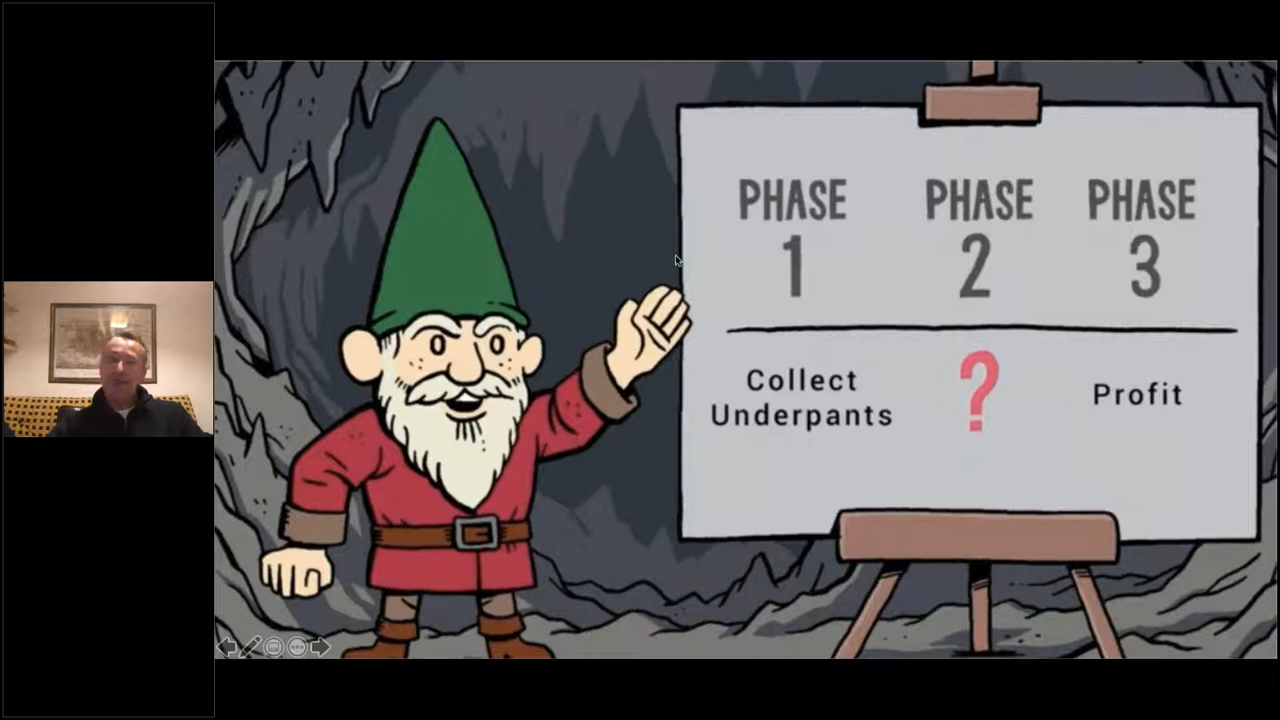 PHASE PHASE PHASE
1 2 3
Collect
Underpants
?
Profit